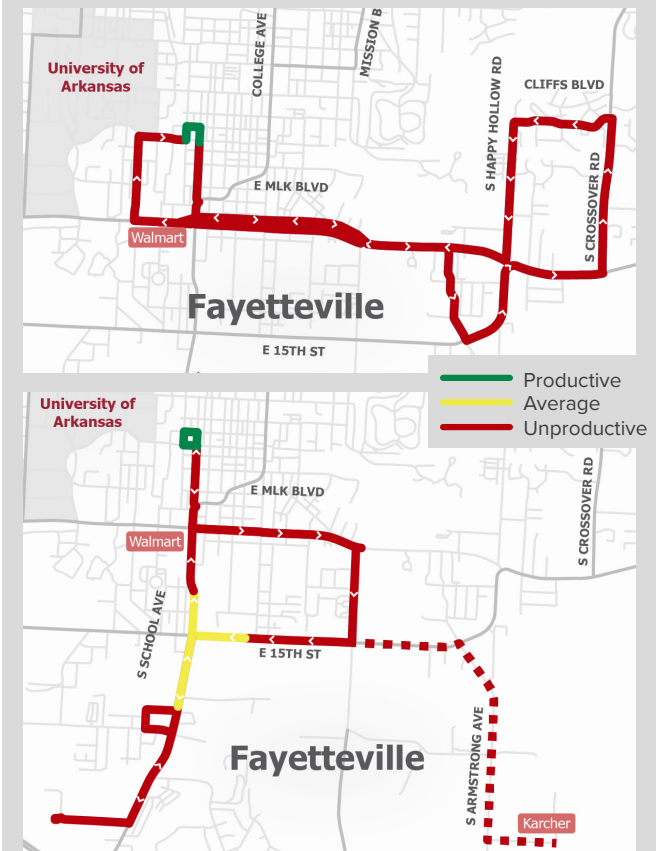 COLLEGE AVE
MISSION B
University of
Arkansas
S HAPPY HOLLOW RD
CLIFFS BLVD
E MLK BLVD
S CROSSOVER RD
Walmart
Fayetteville
E 15TH ST
Productive
Average
Unproductive
University of
Arkansas
E MLK BLVD
S CROSSOVER RD
Walmart
S SCHOOL AVE
E 15TH ST
Fayetteville
S ARMSTRONG AVE
Karcher